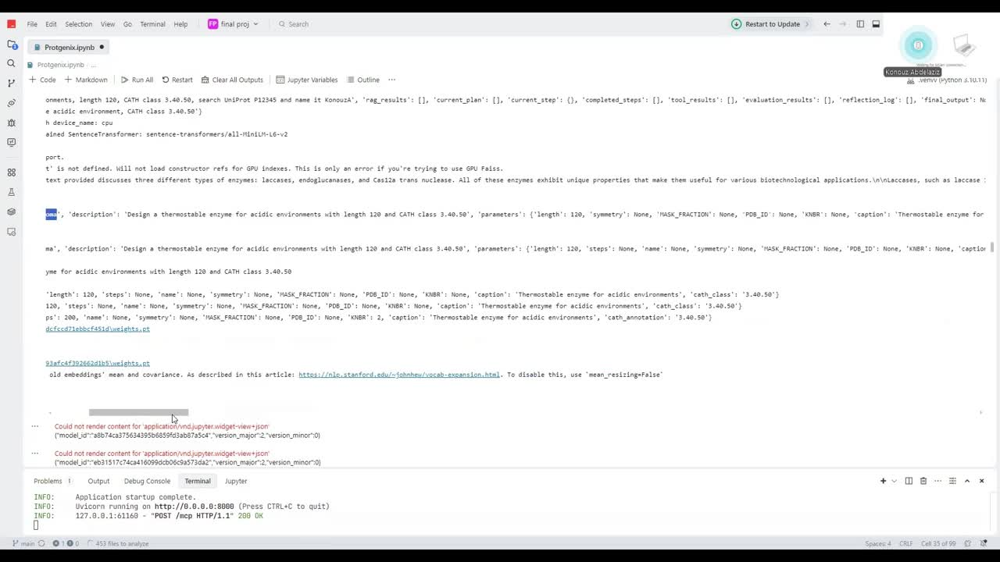 File Edit Selection View Go Terminal Help FP final proj Search Restart to Update
Protgenix.ipynb
Protgenix.ipynb ...
Konouz Abdelaziz
Code Markdown Run All Restart Clear All Outputs Jupyter Variables Outline ... .venvv (Python 3.10.11)
onments, length 120, CATH class 3.40.50, search UniProt P12345 and name it KonouzA', 'rag_results': [], 'current_plan': [], 'current_step': {}, 'completed_steps': [], 'tool_results': [], 'evaluation_results': [], 'reflection_log': [], 'final_output': No
e acidic environment, CATH class 3.40.50'}
h device_name: cpu
ained SentenceTransformer: sentence-transformers/all-MiniLM-L6-v2
port.
t' is not defined. Will not load constructor refs for GPU indexes. This is only an error if you're trying to use GPU Faiss.
text provided discusses three different types of enzymes: laccases, endoglucanases, and Cas12a trans nuclease. All of these enzymes exhibit unique properties that make them useful for various biotechnological applications.\n\nLaccases, such as laccase
oma', 'description': 'Design a thermostable enzyme for acidic environments with length 120 and CATH class 3.40.50', 'parameters': {'length': 120, 'symmetry': None, 'MASK_FRACTION': None, 'PDB_ID': None, 'KNBR': None, 'caption': 'Thermostable enzyme for
ma', 'description': 'Design a thermostable enzyme for acidic environments with length 120 and CATH class 3.40.50', 'parameters': {'length': 120, 'steps': None, 'name': None, 'symmetry': None, 'MASK_FRACTION': None, 'PDB_ID': None, 'KNBR': None, 'captio
yme for acidic environments with length 120 and CATH class 3.40.50
'length': 120, 'steps': None, 'name': None, 'symmetry': None, 'MASK_FRACTION': None, 'PDB_ID': None, 'KNBR': None, 'caption': 'Thermostable enzyme for acidic environments', 'cath_class': '3.40.50'}
120, 'steps': None, 'name': None, 'symmetry': None, 'MASK_FRACTION': None, 'PDB_ID': None, 'KNBR': None, 'caption': 'Thermostable enzyme for acidic environments', 'cath_class': '3.40.50'}
ps': 200, 'name': None, 'symmetry': None, 'MASK_FRACTION': None, 'PDB_ID': None, 'KNBR': 2, 'caption': 'Thermostable enzyme for acidic environments', 'cath_annotation': '3.40.50'}
dcfccd71ebbcf451d\weights.pt
93afc4f392662d1b5\weights.pt
old embeddings' mean and covariance. As described in this article: https://nlp.stanford.edu/~johnhew/vocab-expansion.html. To disable this, use `mean_resizing=False`
... Could not render content for 'application/vnd.jupyter.widget-view+json'
{"model_id":"a8b74ca375634395b6859fd3ab87a5c4","version_major":2,"version_minor":0}
... Could not render content for 'application/vnd.jupyter.widget-view+json'
{"model_id":"eb31517c74ca416099dcb06c9a573da2","version_major":2,"version_minor":0}
Problems 1 Output Debug Console Terminal Jupyter
INFO: Application startup complete.
INFO: Uvicorn running on http://0.0.0.0:8000 (Press CTRL+C to quit)
INFO: 127.0.0.1:61160 - "POST /mcp HTTP/1.1" 200 OK
main 1 0 453 files to analyze Spaces: 4 CRLF Cell 35 of 99